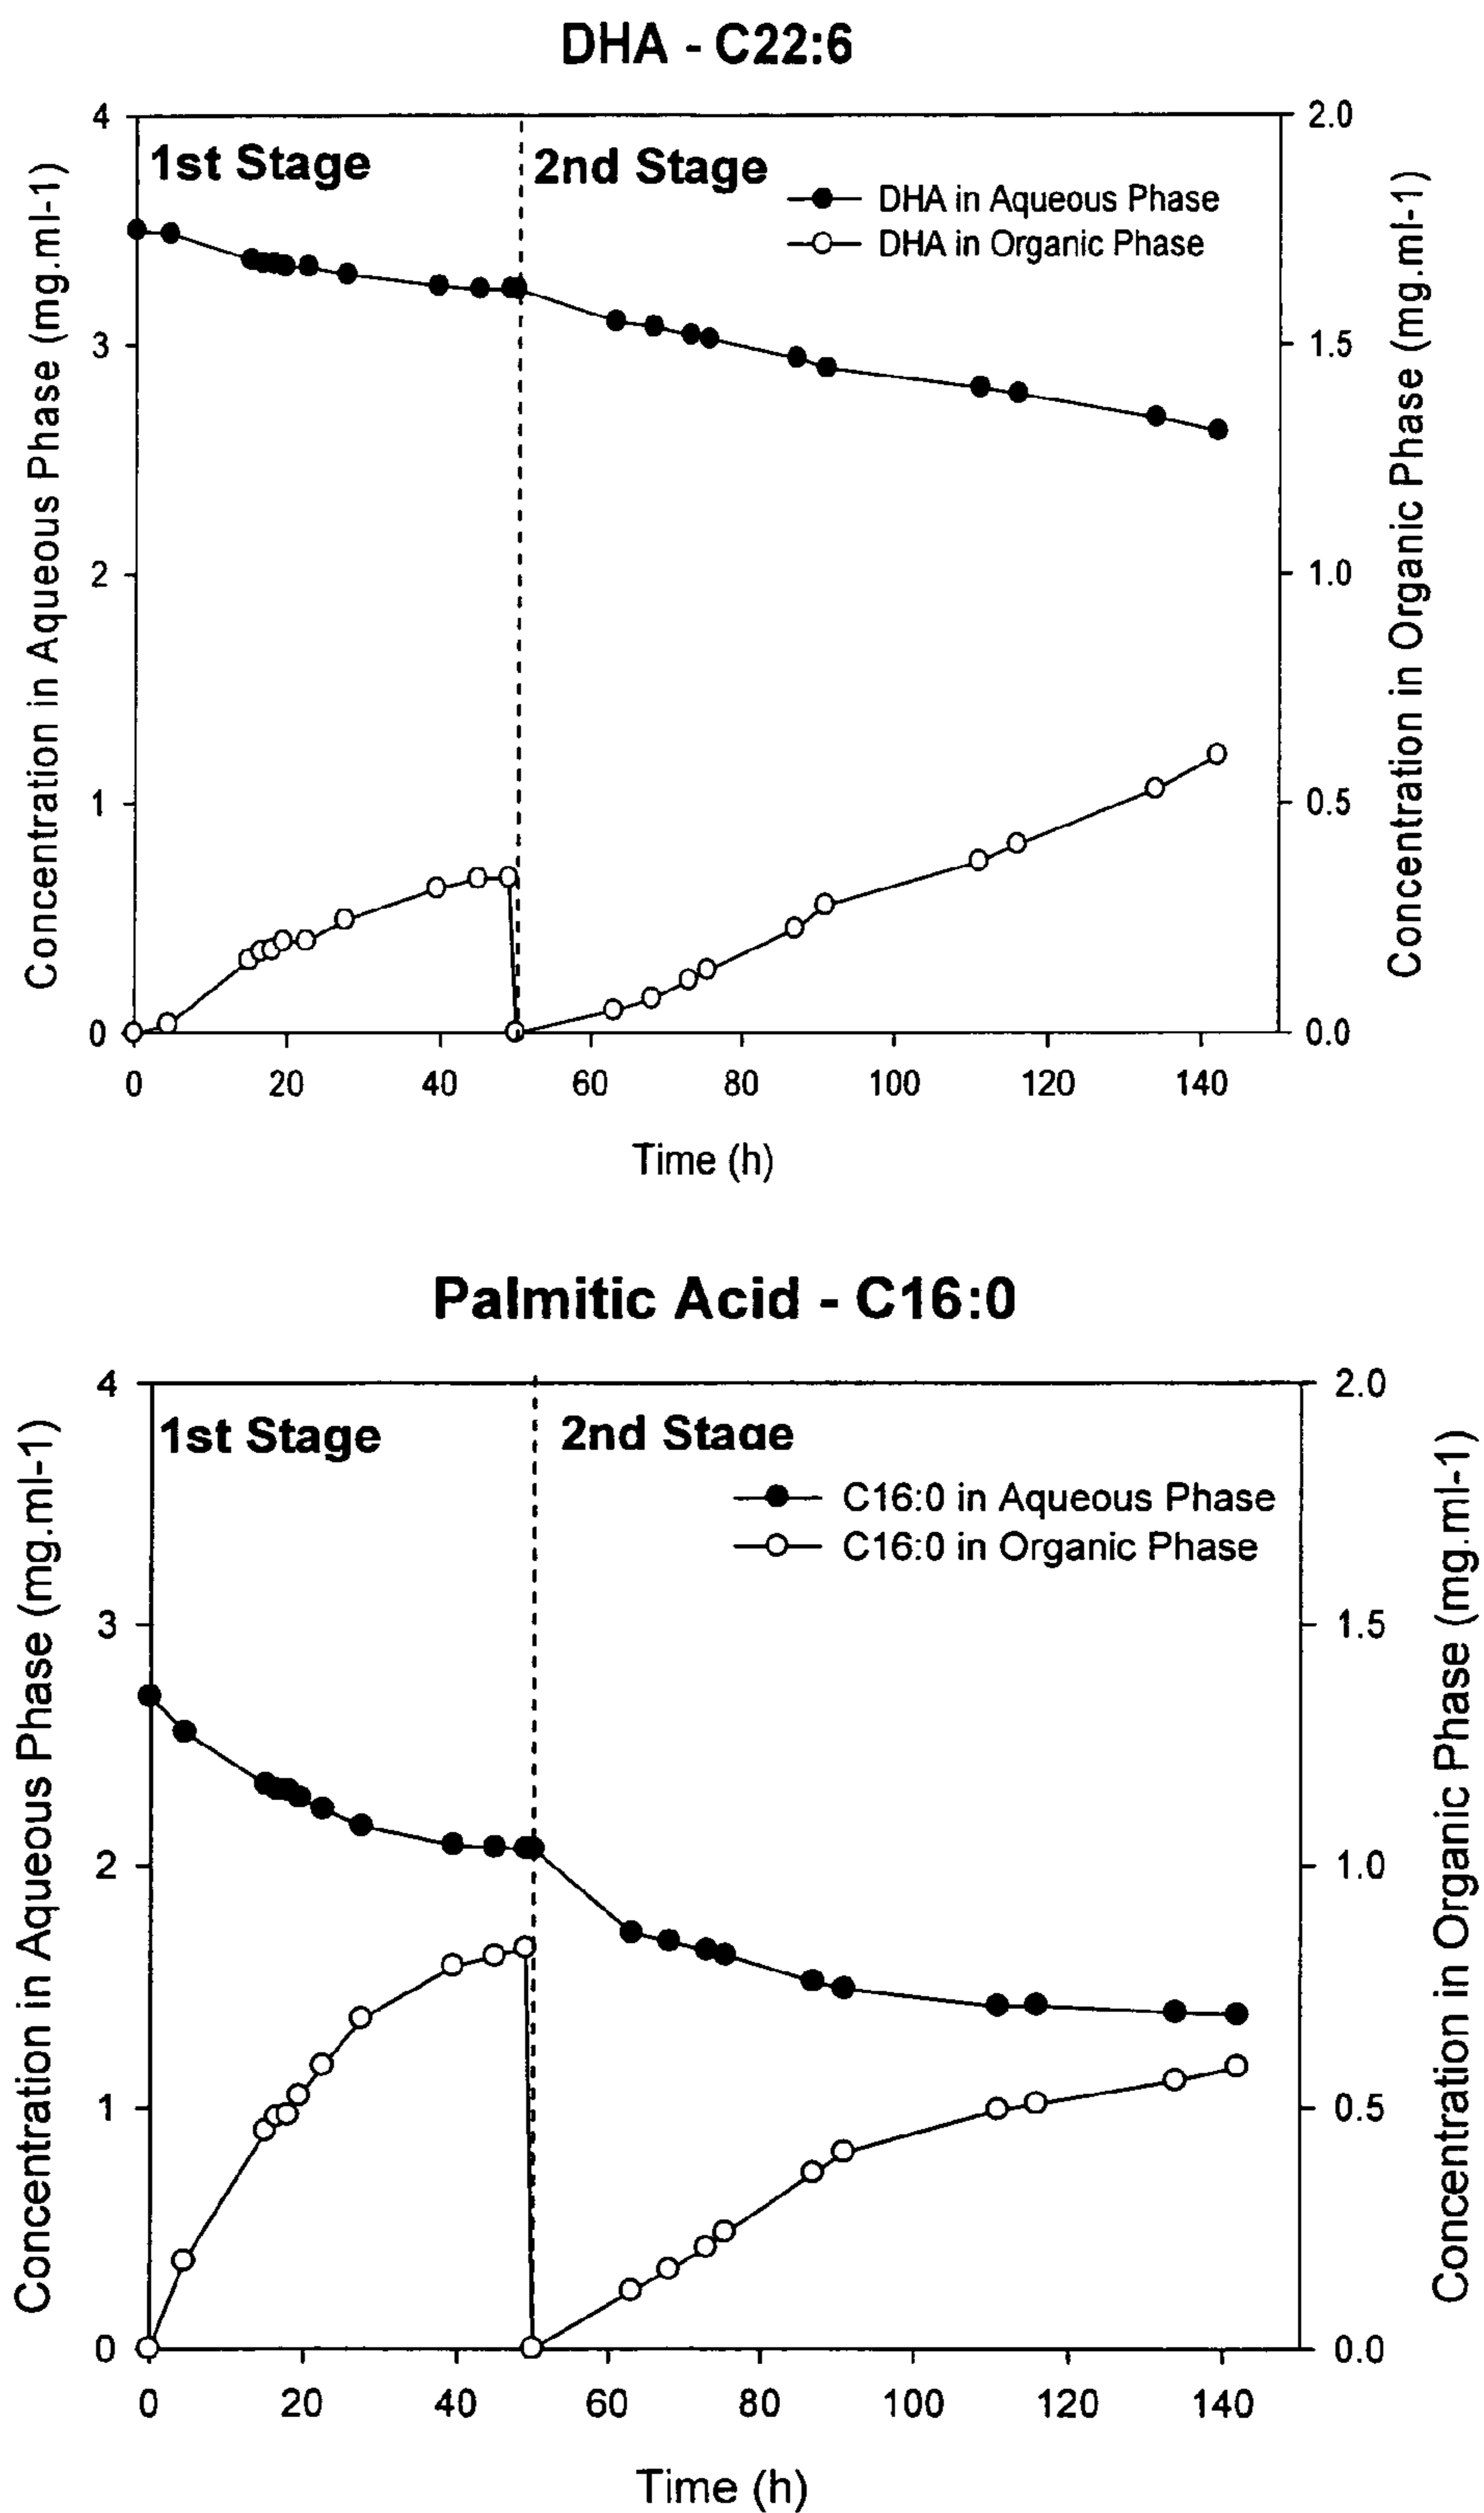 DHA - C22:6
4
2.0
1st Stage
2nd Stage
DHA in Aqueous Phase
DHA in Organic Phase
3
1.5
2
1.0
1
0.5
0
0.0
0 20 40 60 80 100 120 140
Time (h)
Concentration in Aqueous Phase (mg.ml-1)
Concentration in Organic Phase (mg.ml-1)
Palmitic Acid - C16:0
4
2.0
1st Stage
2nd Stage
C16:0 in Aqueous Phase
C16:0 in Organic Phase
3
1.5
2
1.0
1
0.5
0
0.0
0 20 40 60 80 100 120 140
Time (h)
Concentration in Aqueous Phase (mg.ml-1)
Concentration in Organic Phase (mg.ml-1)